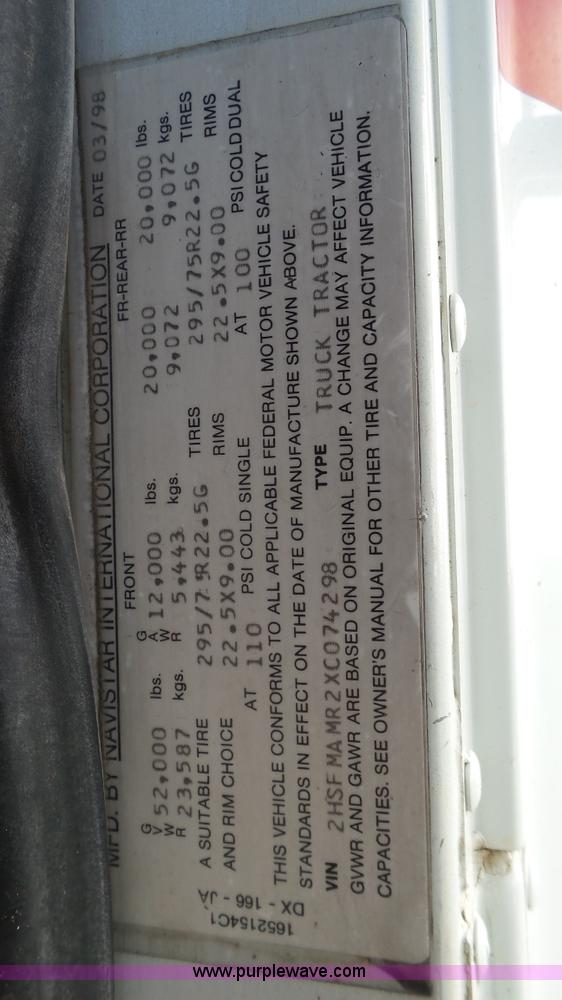 MFD. BY NAVISTAR INTERNATIONAL CORPORATION DATE 03/98
FRONT FR-REAR-RR
GVWR 52,000 lbs. GAWR 12,000 lbs. 20,000 20,000 lbs.
23,587 kgs. 5,443 kgs. 9,072 9,072 kgs.
A SUITABLE TIRE 295/75R22.5G TIRES 295/75R22.5G TIRES
AND RIM CHOICE 22.5X9.00 RIMS 22.5X9.00 RIMS
AT 110 PSI COLD SINGLE AT 100 PSI COLD DUAL
THIS VEHICLE CONFORMS TO ALL APPLICABLE FEDERAL MOTOR VEHICLE SAFETY
STANDARDS IN EFFECT ON THE DATE OF MANUFACTURE SHOWN ABOVE.
VIN 2HSFMAMR2XC074298 TYPE TRUCK TRACTOR
GVWR AND GAWR ARE BASED ON ORIGINAL EQUIP. A CHANGE MAY AFFECT VEHICLE
CAPACITIES. SEE OWNER'S MANUAL FOR OTHER TIRE AND CAPACITY INFORMATION.
1652154C1
DX - 166 - JA
www.purplewave.com